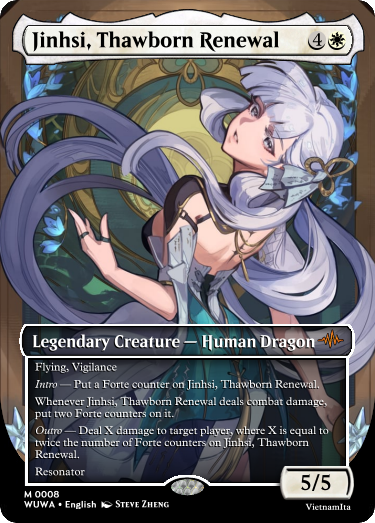 Jinhsi, Thawborn Renewal 4
Legendary Creature — Human Dragon
Flying, Vigilance
Intro — Put a Forte counter on Jinhsi, Thawborn Renewal.
Whenever Jinhsi, Thawborn Renewal deals combat damage,
put two Forte counters on it.
Outro — Deal X damage to target player, where X is equal to
twice the number of Forte counters on Jinhsi, Thawborn
Renewal.
Resonator
5/5
M 0008
WUWA • English Steve Zheng
VietnamIta